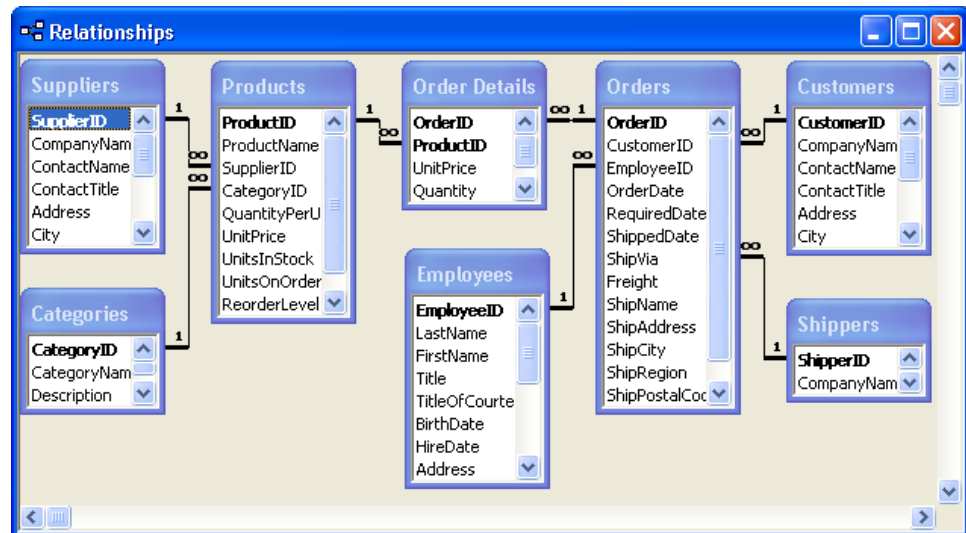 Relationships
Suppliers
SupplierID
CompanyNam
ContactName
ContactTitle
Address
City
Products
ProductID
ProductName
SupplierID
CategoryID
QuantityPerU
UnitPrice
UnitsInStock
UnitsOnOrder
ReorderLevel
Order Details
OrderID
ProductID
UnitPrice
Quantity
Orders
OrderID
CustomerID
EmployeeID
OrderDate
RequiredDate
ShippedDate
ShipVia
Freight
ShipName
ShipAddress
ShipCity
ShipRegion
ShipPostalCoc
Customers
CustomerID
CompanyNam
ContactName
ContactTitle
Address
City
Categories
CategoryID
CategoryNam
Description
Employees
EmployeeID
LastName
FirstName
Title
TitleOfCourte
BirthDate
HireDate
Address
Shippers
ShipperID
CompanyNam
1
∞
∞
1
1
∞
∞ 1
∞
1
∞
1
∞
1